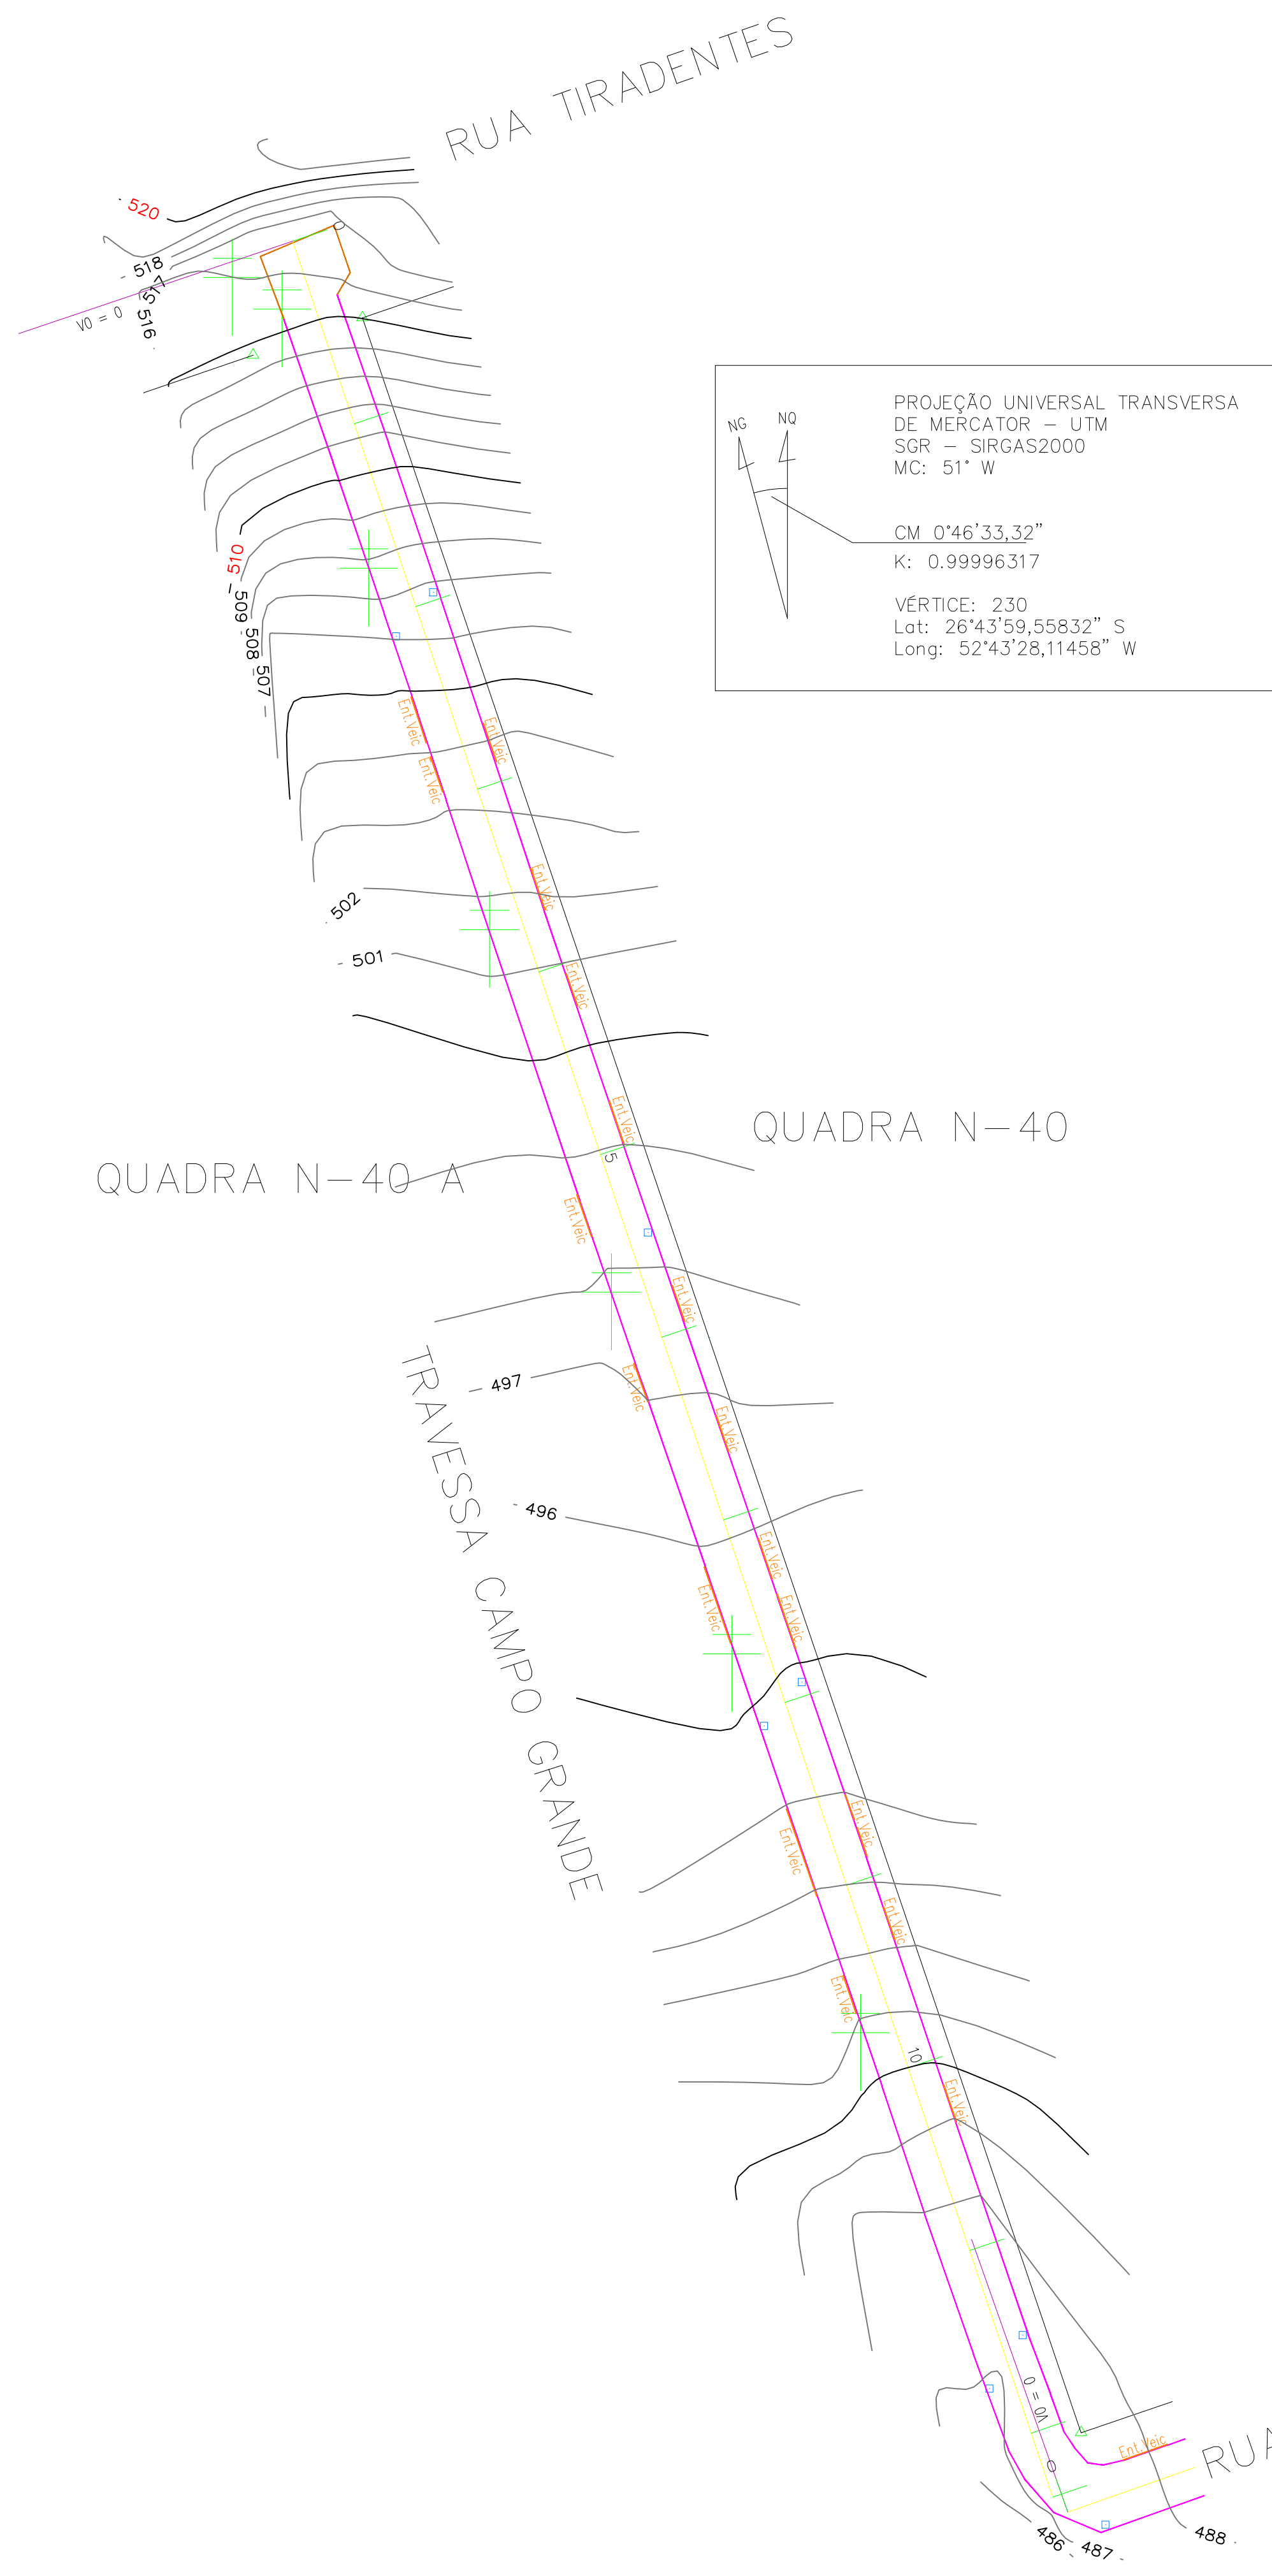 RUA TIRADENTES
520
0
518
517
516
V0 = 0
PROJEÇÃO UNIVERSAL TRANSVERSA
DE MERCATOR – UTM
SGR – SIRGAS2000
MC: 51° W
NG
NQ
CM 0°46'33,32"
K: 0.99996317
VÉRTICE: 230
Lat: 26°43'59,55832" S
Long: 52°43'28,11458" W
510
509
508
507
Ent.Veic
Ent.Veic
Ent.Veic
Ent.Veic
502
501
Ent.Veic
Ent.Veic
QUADRA N-40
5
QUADRA N-40 A
Ent.Veic
Ent.Veic
TRAVESSA CAMPO GRANDE
497
Ent.Veic
Ent.Veic
496
Ent.Veic
Ent.Veic
Ent.Veic
Ent.Veic
Ent.Veic
Ent.Veic
Ent.Veic
10
Ent.Veic
V0 = 0
Ent.Veic
RUA
0
486
487
488